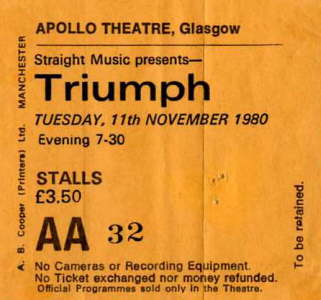 APOLLO THEATRE, Glasgow
Straight Music presents—
Triumph
TUESDAY, 11th NOVEMBER 1980
Evening 7-30
STALLS
£3.50
AA 32
No Cameras or Recording Equipment.
No Ticket exchanged nor money refunded.
Official Programmes sold only in the Theatre.
A. B. Cooper (Printers) Ltd. MANCHESTER
To be retained.